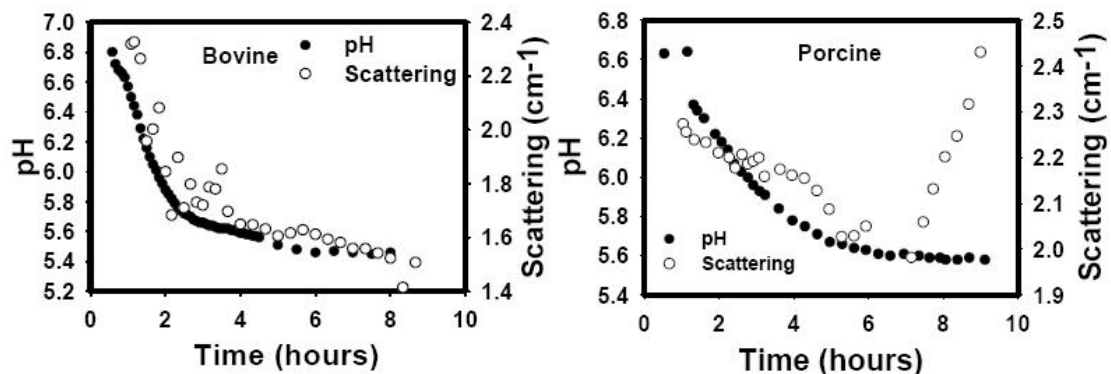 Bovine
pH
Scattering
7.0
6.8
6.6
6.4
6.2
6.0
5.8
5.6
5.4
5.2
pH
2.4
2.2
2.0
1.8
1.6
1.4
Scattering (cm-1)
0 2 4 6 8 10
Time (hours)
Porcine
pH
Scattering
6.8
6.6
6.4
6.2
6.0
5.8
5.6
5.4
pH
2.5
2.4
2.3
2.2
2.1
2.0
1.9
Scattering (cm-1)
0 2 4 6 8 10
Time (hours)